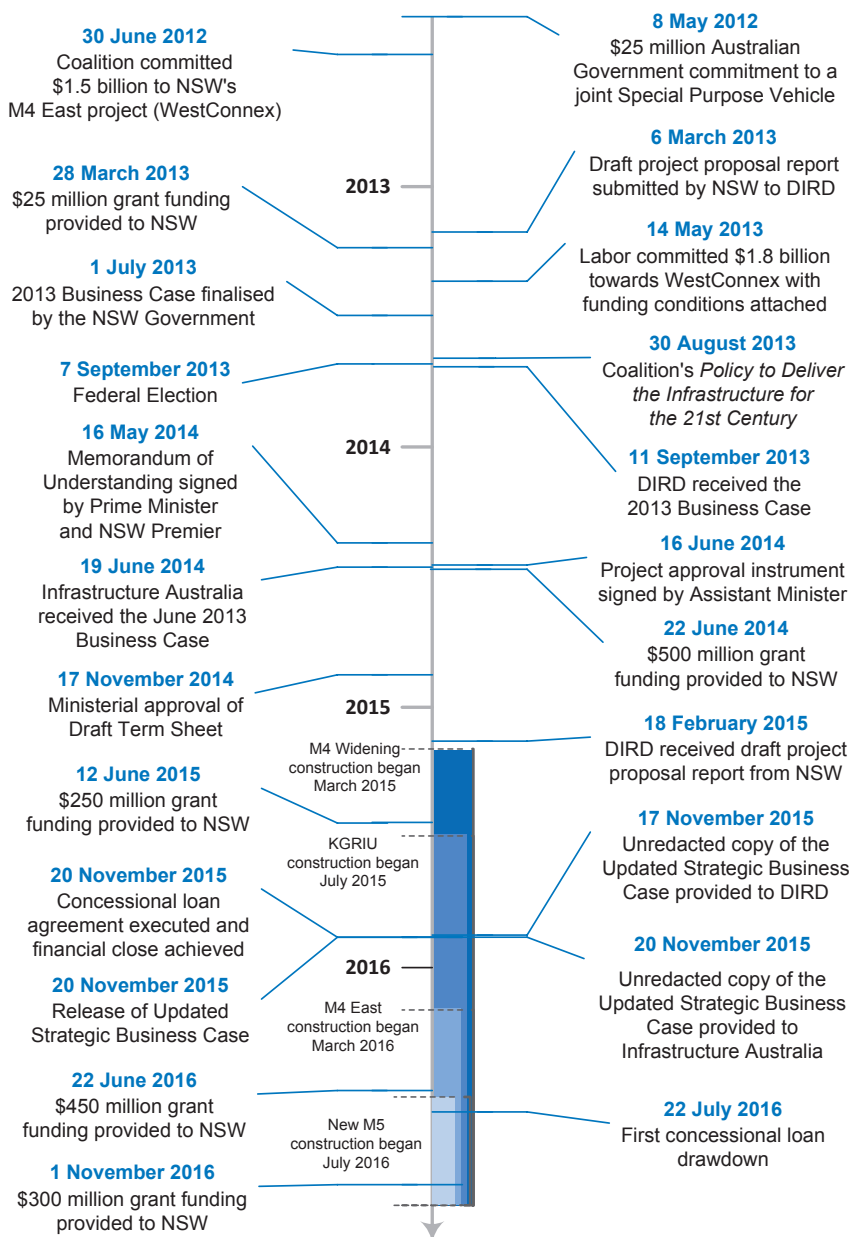 8 May 2012
$25 million Australian
Government commitment to a
joint Special Purpose Vehicle
30 June 2012
Coalition committed
$1.5 billion to NSW's
M4 East project (WestConnex)
6 March 2013
Draft project proposal report
submitted by NSW to DIRD
28 March 2013
$25 million grant funding
provided to NSW
2013
14 May 2013
Labor committed $1.8 billion
towards WestConnex with
funding conditions attached
1 July 2013
2013 Business Case finalised
by the NSW Government
30 August 2013
Coalition's Policy to Deliver
the Infrastructure for
the 21st Century
7 September 2013
Federal Election
16 May 2014
Memorandum of
Understanding signed
by Prime Minister
and NSW Premier
2014
11 September 2013
DIRD received the
2013 Business Case
16 June 2014
Project approval instrument
signed by Assistant Minister
19 June 2014
Infrastructure Australia
received the June 2013
Business Case
22 June 2014
$500 million grant
funding provided to NSW
17 November 2014
Ministerial approval of
Draft Term Sheet
2015
18 February 2015
DIRD received draft project
proposal report from NSW
M4 Widening
construction began
March 2015
12 June 2015
$250 million grant
funding provided to NSW
17 November 2015
Unredacted copy of the
Updated Strategic Business
Case provided to DIRD
KGRIU
construction began
July 2015
20 November 2015
Concessional loan
agreement executed and
financial close achieved
20 November 2015
Unredacted copy of the
Updated Strategic Business
Case provided to
Infrastructure Australia
2016
20 November 2015
Release of Updated
Strategic Business Case
M4 East
construction began
March 2016
22 June 2016
$450 million grant
funding provided to NSW
22 July 2016
First concessional loan
drawdown
New M5
construction began
July 2016
1 November 2016
$300 million grant funding
provided to NSW